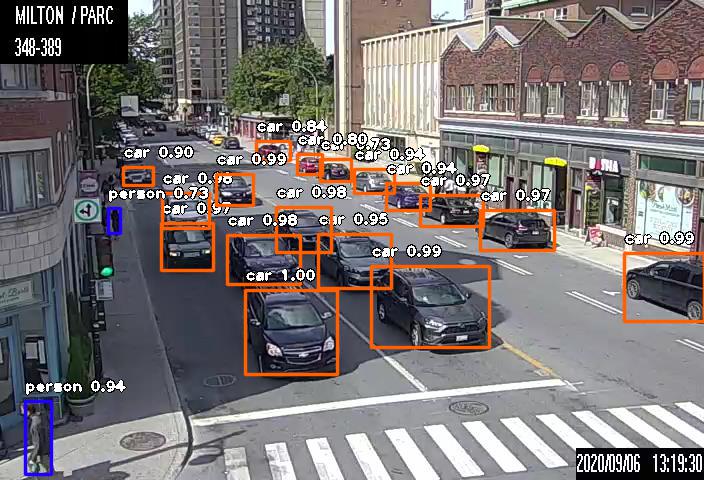 MILTON / PARC
348-389
car 0.84
car 0.80
0.73
car 0.90
car 0.99
car 0.94
car 0.94
car 0.98
person 0.73
car 0.97
car 0.97
car 0.97
car 0.98
car 0.98
car 0.95
car 0.99
car 0.99
car 1.00
person 0.94
2020/09/06 13:19:30